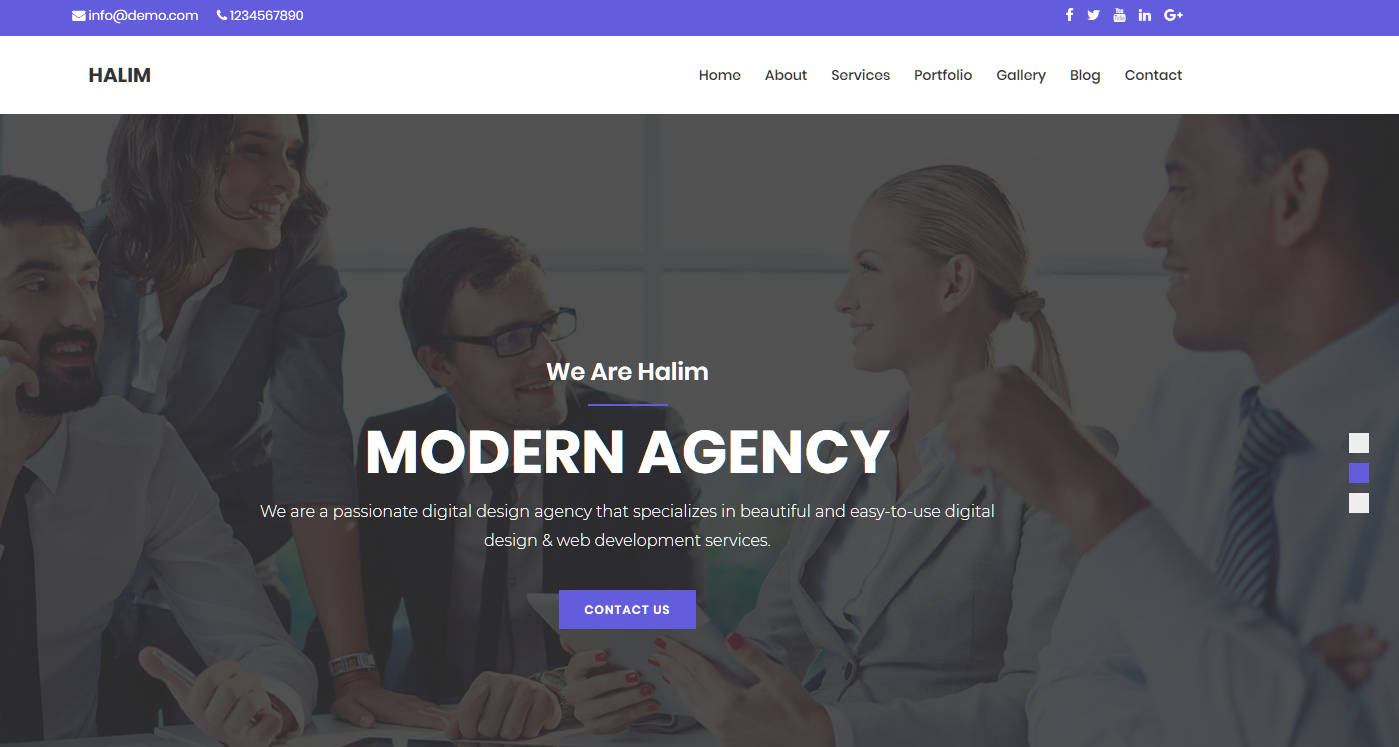 info@demo.com 1234567890
HALIM Home About Services Portfolio Gallery Blog Contact
We Are Halim
MODERN AGENCY
We are a passionate digital design agency that specializes in beautiful and easy-to-use digital
design & web development services.
CONTACT US